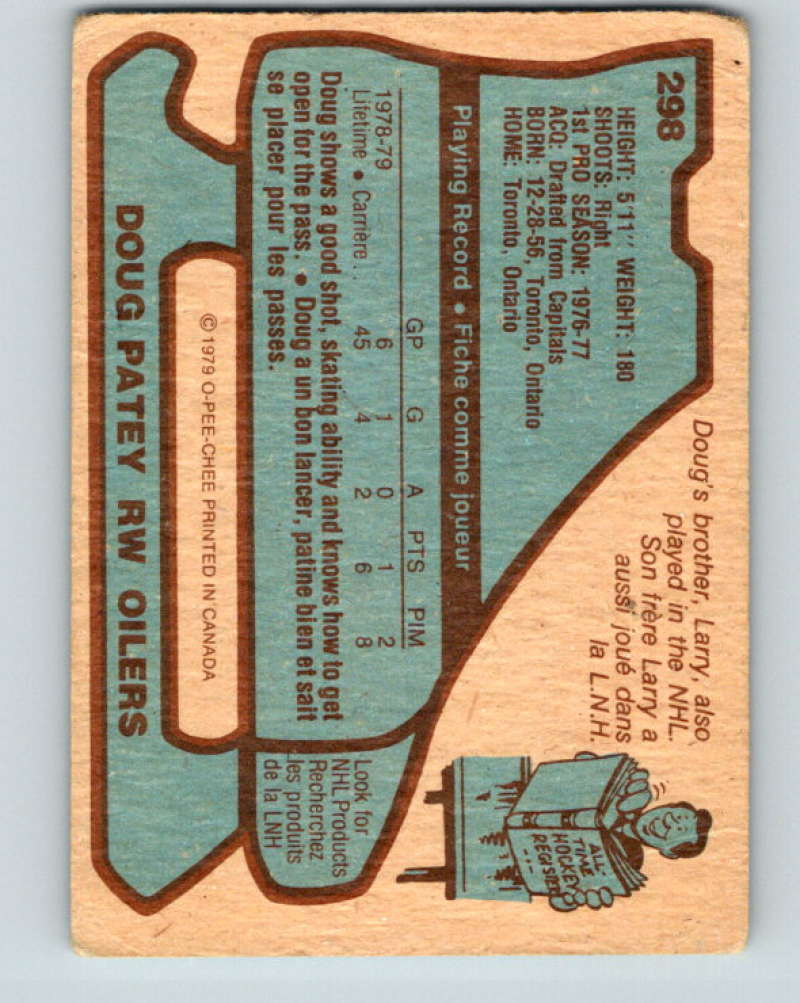 298
HEIGHT: 5'11" WEIGHT: 180
SHOOTS: Right
1st PRO SEASON: 1976-77
ACQ: Drafted from Capitals
BORN: 12-28-56, Toronto, Ontario
HOME: Toronto, Ontario
Doug's brother, Larry, also
played in the NHL.
Son frère Larry a
aussi joué dans
la L.N.H.
ALL-
TIME
HOCKEY
REGISTER
Playing Record • Fiche comme joueur
GP G A PTS PIM
1978-79 6 1 0 1 2
Lifetime • Carrière... 45 4 2 6 8
Doug shows a good shot, skating ability and knows how to get
open for the pass. • Doug a un bon lancer, patine bien et sait
se placer pour les passes.
Look for
NHL Products
Recherchez
les produits
de la LNH
©1979 O-PEE-CHEE PRINTED IN CANADA
DOUG PATEY RW OILERS